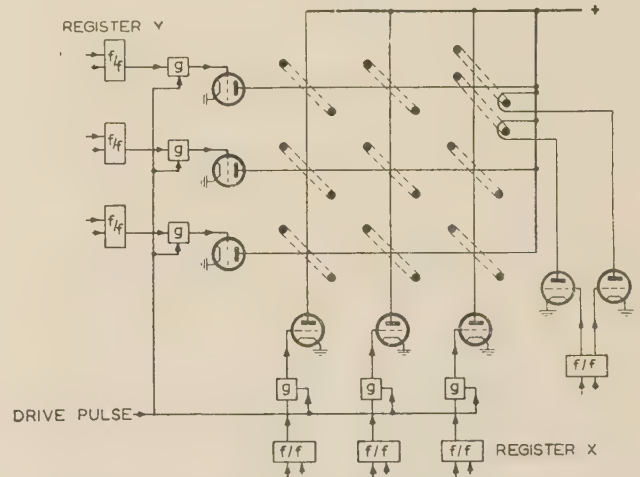 REGISTER Y
+
f/f
g
f/f
g
f/f
g
g
g
g
f/f
DRIVE PULSE
f/f
f/f
f/f
REGISTER X